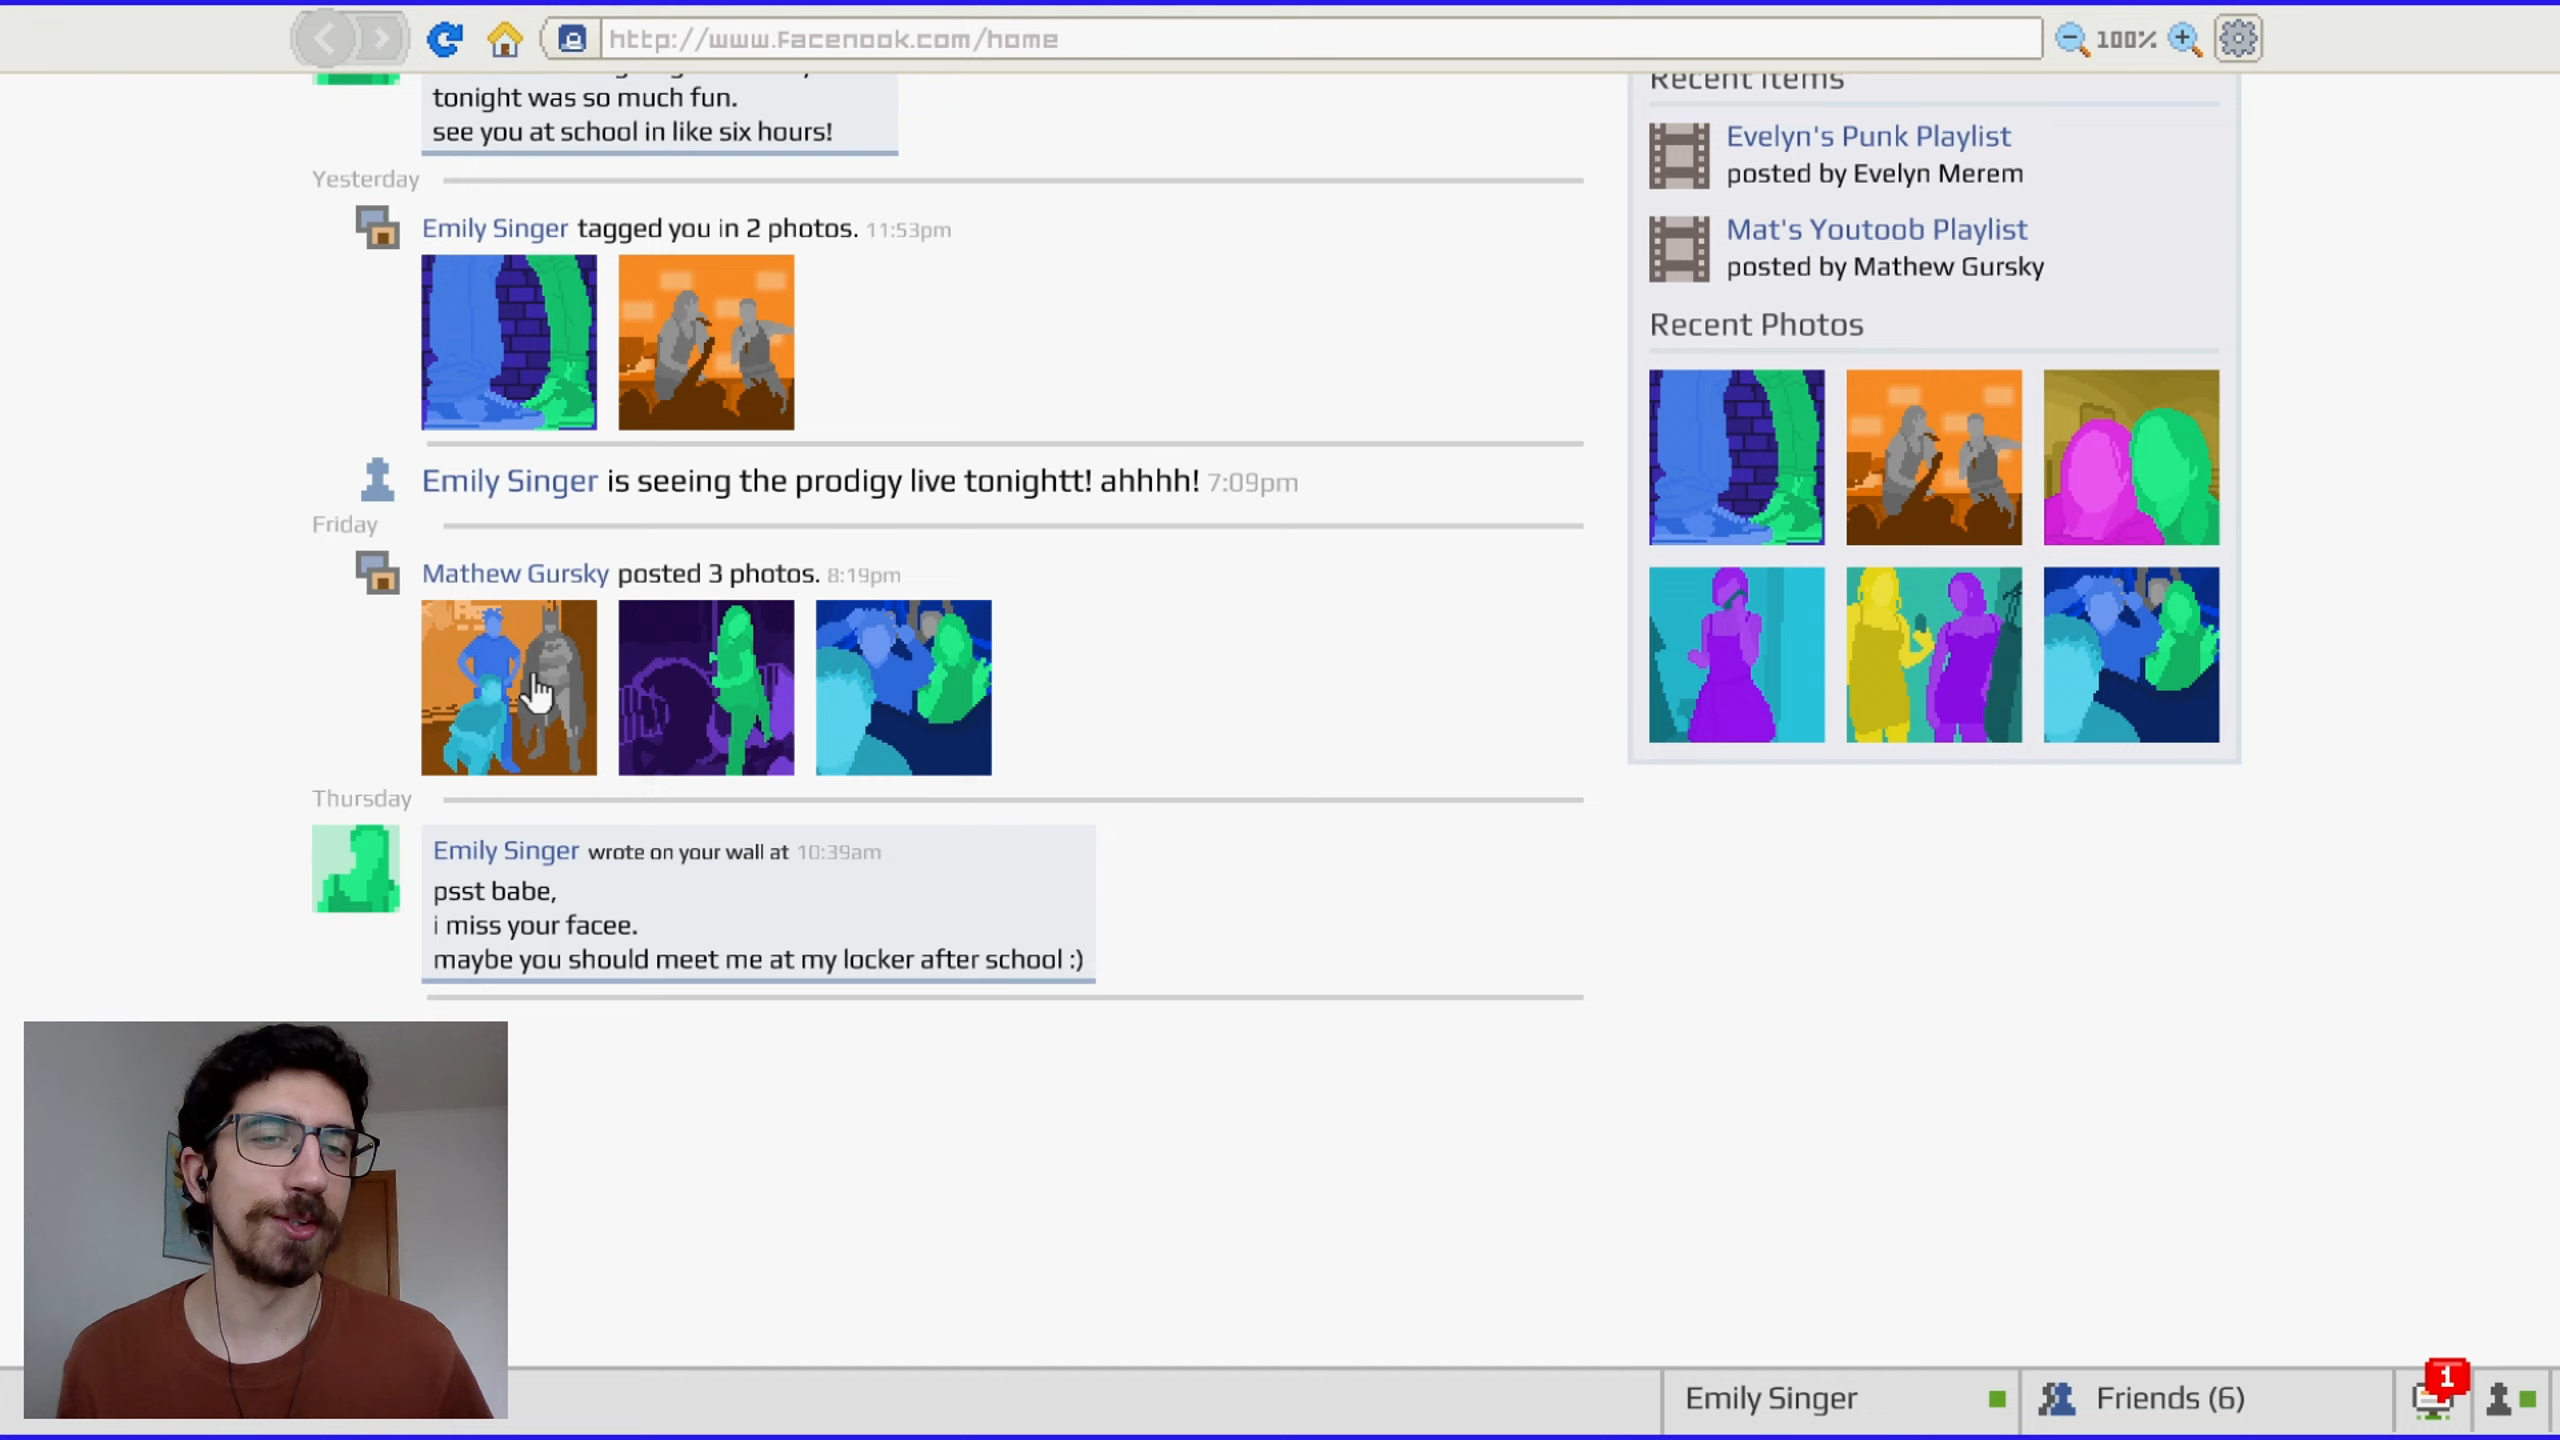 http://www.Facenook.com/home
100%
tonight was so much fun.
see you at school in like six hours!
Yesterday
Emily Singer tagged you in 2 photos. 11:53pm
Emily Singer is seeing the prodigy live tonightt! ahhhh! 7:09pm
Friday
Mathew Gursky posted 3 photos. 8:19pm
Thursday
Emily Singer wrote on your wall at 10:39am
psst babe,
i miss your facee.
maybe you should meet me at my locker after school :)
Recent Items
Evelyn's Punk Playlist
posted by Evelyn Merem
Mat's Youtoob Playlist
posted by Mathew Gursky
Recent Photos
Emily Singer
Friends (6)
1